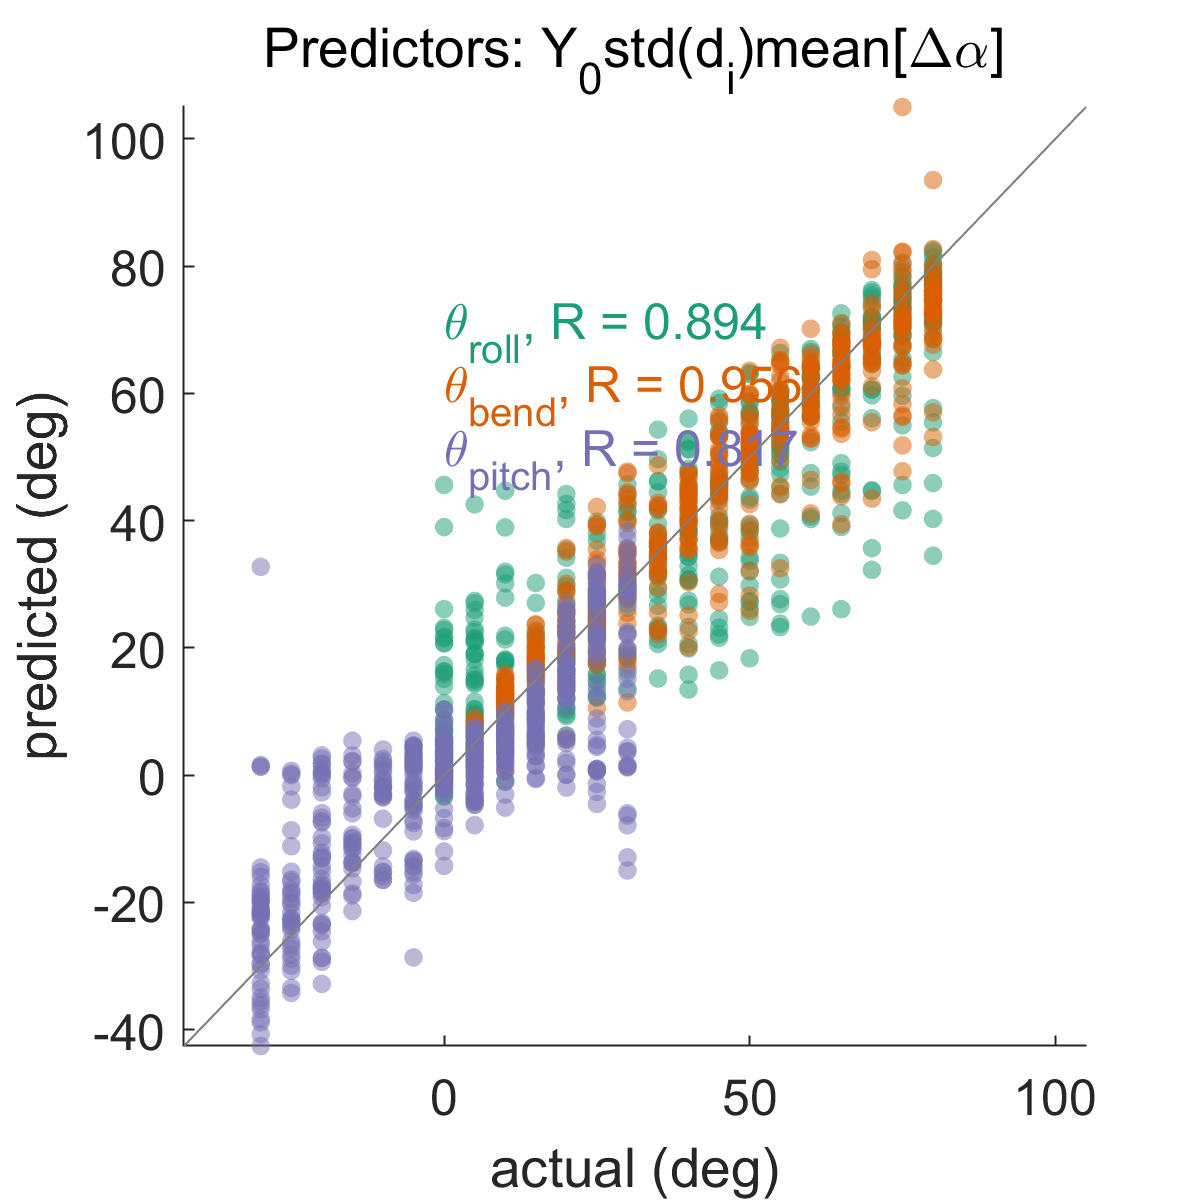 Predictors: Y₀std(dᵢ)mean[Δα]
100
80
θroll, R = 0.894
60
θbend, R = 0.956
θpitch, R = 0.817
40
20
0
-20
-40
predicted (deg)
0 50 100
actual (deg)